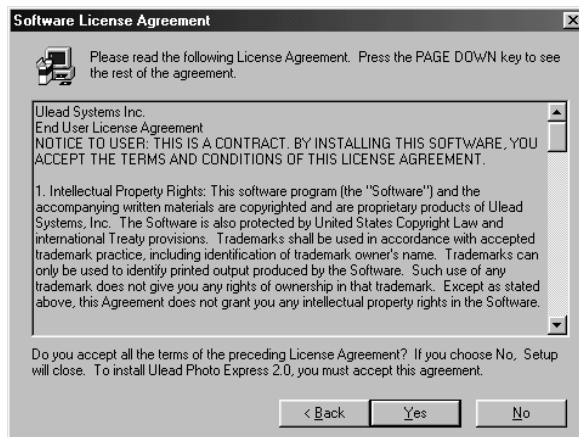 Software License Agreement
Please read the following License Agreement. Press the PAGE DOWN key to see
the rest of the agreement.
Ulead Systems Inc.
End User License Agreement
NOTICE TO USER: THIS IS A CONTRACT. BY INSTALLING THIS SOFTWARE, YOU
ACCEPT THE TERMS AND CONDITIONS OF THIS LICENSE AGREEMENT.
1. Intellectual Property Rights: This software program (the "Software") and the
accompanying written materials are copyrighted and are proprietary products of Ulead
Systems, Inc. The Software is also protected by United States Copyright Law and
international Treaty provisions. Trademarks shall be used in accordance with accepted
trademark practice, including identification of trademark owner's name. Trademarks can
only be used to identify printed output produced by the Software. Such use of any
trademark does not give you any rights of ownership in that trademark. Except as stated
above, this Agreement does not grant you any intellectual property rights in the Software.
Do you accept all the terms of the preceding License Agreement? If you choose No, Setup
will close. To install Ulead Photo Express 2.0, you must accept this agreement.
< Back Yes No